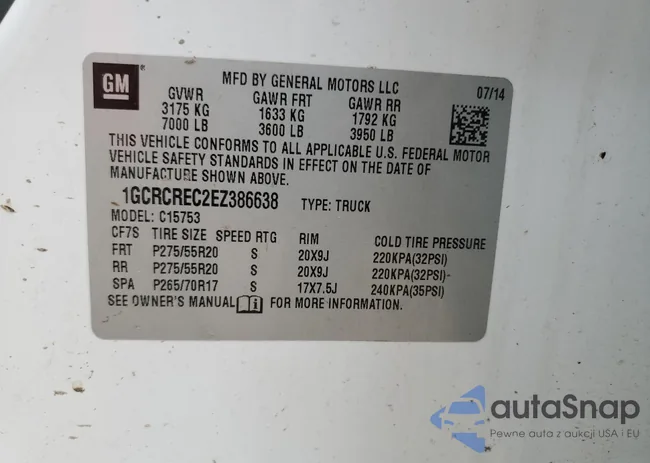 GM
MFD BY GENERAL MOTORS LLC
07/14
GVWR GAWR FRT GAWR RR
3175 KG 1633 KG 1792 KG
7000 LB 3600 LB 3950 LB
THIS VEHICLE CONFORMS TO ALL APPLICABLE U.S. FEDERAL MOTOR
VEHICLE SAFETY STANDARDS IN EFFECT ON THE DATE OF
MANUFACTURE SHOWN ABOVE.
1GCRCREC2EZ386638 TYPE: TRUCK
MODEL: C15753
CF7S TIRE SIZE SPEED RTG RIM COLD TIRE PRESSURE
FRT P275/55R20 S 20X9J 220KPA(32PSI)
RR P275/55R20 S 20X9J 220KPA(32PSI)
SPA P265/70R17 S 17X7.5J 240KPA(35PSI)
SEE OWNER'S MANUAL FOR MORE INFORMATION.
autaSnap
Pewne auta z aukcji USA i EU